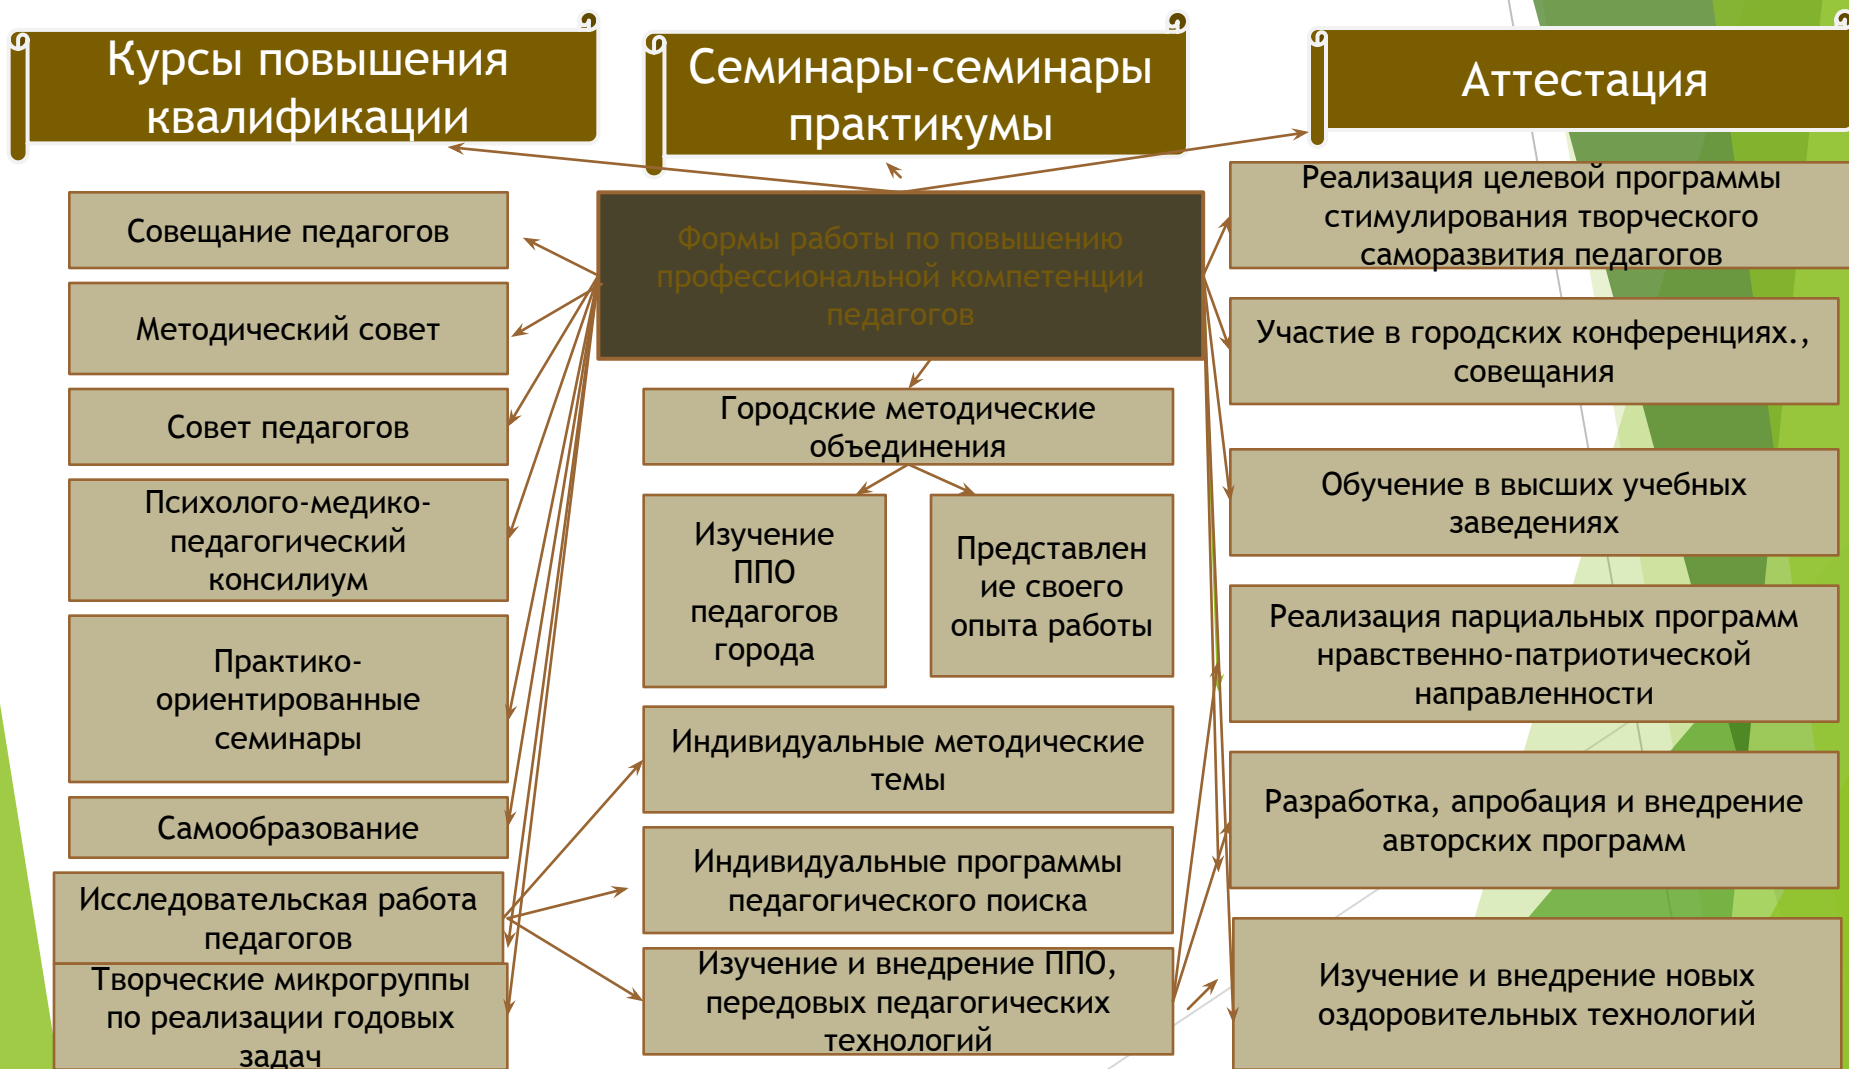 Курсы повышения
квалификации
Семинары-семинары
практикумы
Аттестация
Совещание педагогов
Методический совет
Совет педагогов
Психолого-медико-
педагогический
консилиум
Практико-
ориентированные
семинары
Самообразование
Исследовательская работа
педагогов
Творческие микрогруппы
по реализации годовых
задач
Формы работы по повышению
профессиональной компетенции
педагогов
Городские методические
объединения
Изучение
ППО
педагогов
города
Представлен
ие своего
опыта работы
Индивидуальные методические
темы
Индивидуальные программы
педагогического поиска
Изучение и внедрение ППО,
передовых педагогических
технологий
Реализация целевой программы
стимулирования творческого
саморазвития педагогов
Участие в городских конференциях.,
совещания
Обучение в высших учебных
заведениях
Реализация парциальных программ
нравственно-патриотической
направленности
Разработка, апробация и внедрение
авторских программ
Изучение и внедрение новых
оздоровительных технологий